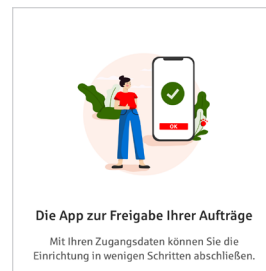 OK
Die App zur Freigabe Ihrer Aufträge
Mit Ihren Zugangsdaten können Sie die
Einrichtung in wenigen Schritten abschließen.